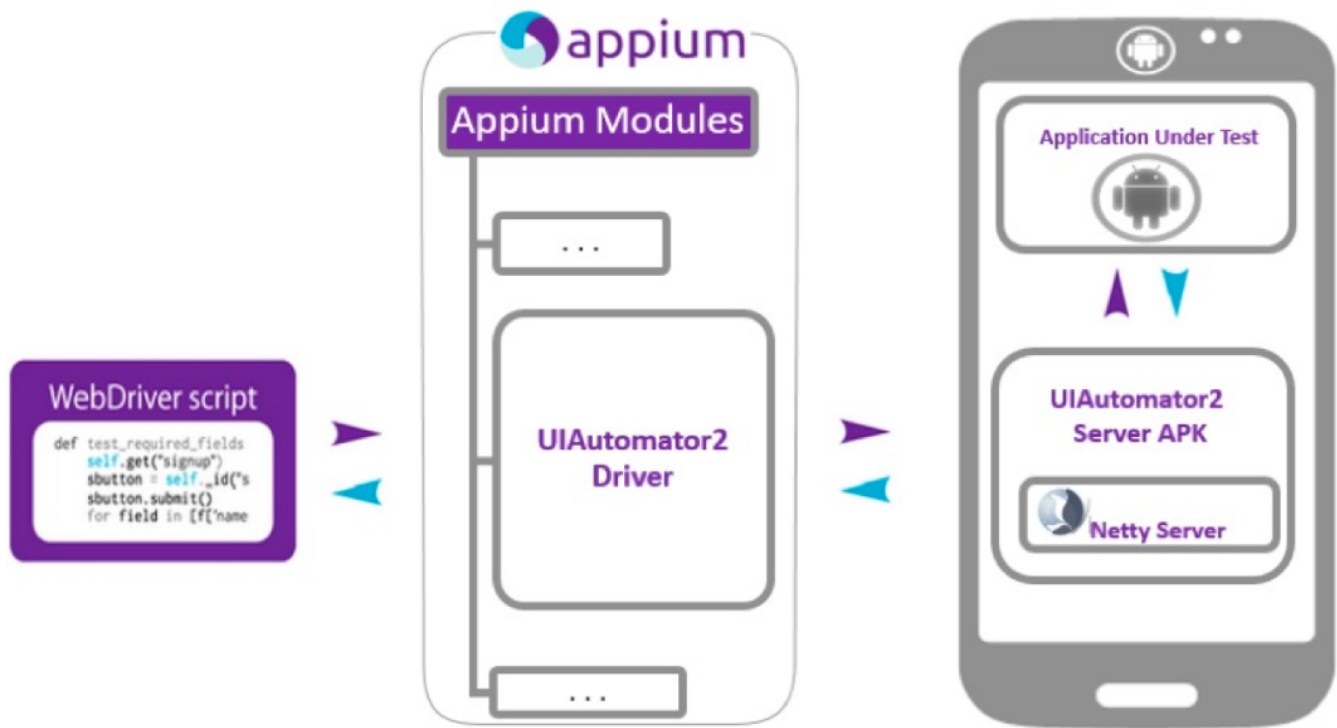 appium
Appium Modules
. . .
UIAutomator2
Driver
. . .
WebDriver script
def test_required_fields
self.get("signup")
sbutton = self._id("s
sbutton.submit()
for field in [f['name
Application Under Test
UIAutomator2
Server APK
Netty Server